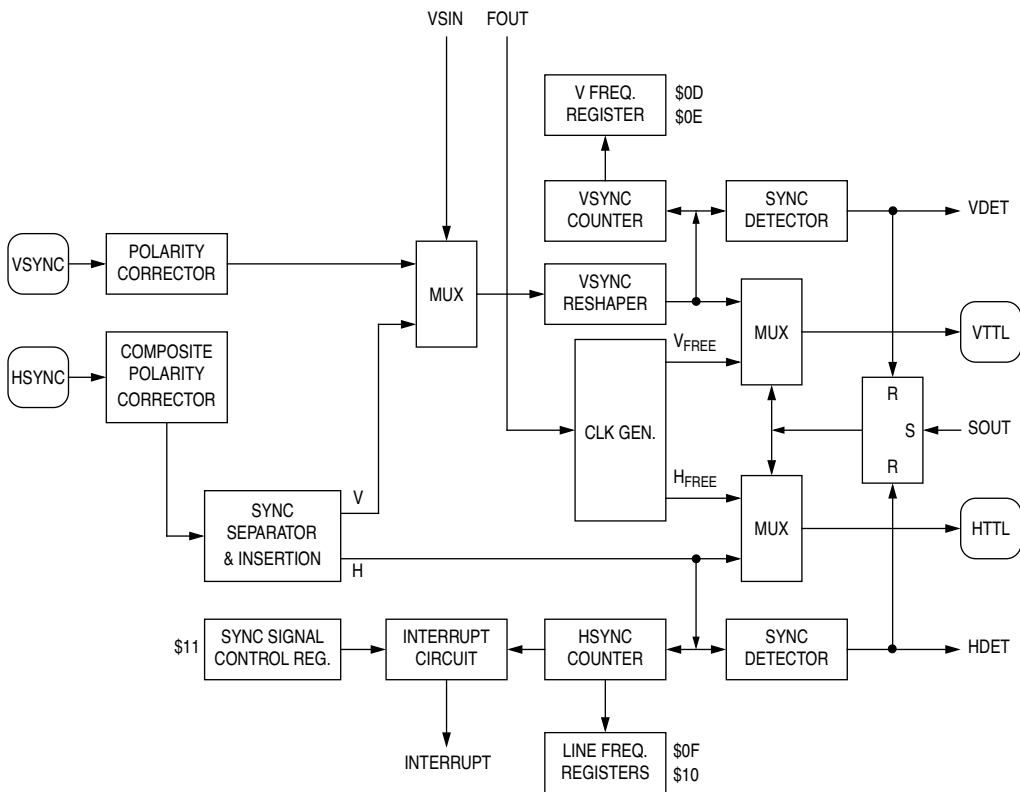 VSIN
FOUT
V FREQ.
REGISTER
$0D
$0E
VSYNC
COUNTER
SYNC
DETECTOR
VDET
VSYNC
POLARITY
CORRECTOR
MUX
VSYNC
RESHAPER
MUX
VTTL
HSYNC
COMPOSITE
POLARITY
CORRECTOR
VFREE
CLK GEN.
R
S
R
SOUT
HFREE
SYNC
SEPARATOR
& INSERTION
V
H
MUX
HTTL
$11
SYNC SIGNAL
CONTROL REG.
INTERRUPT
CIRCUIT
HSYNC
COUNTER
SYNC
DETECTOR
HDET
INTERRUPT
LINE FREQ.
REGISTERS
$0F
$10